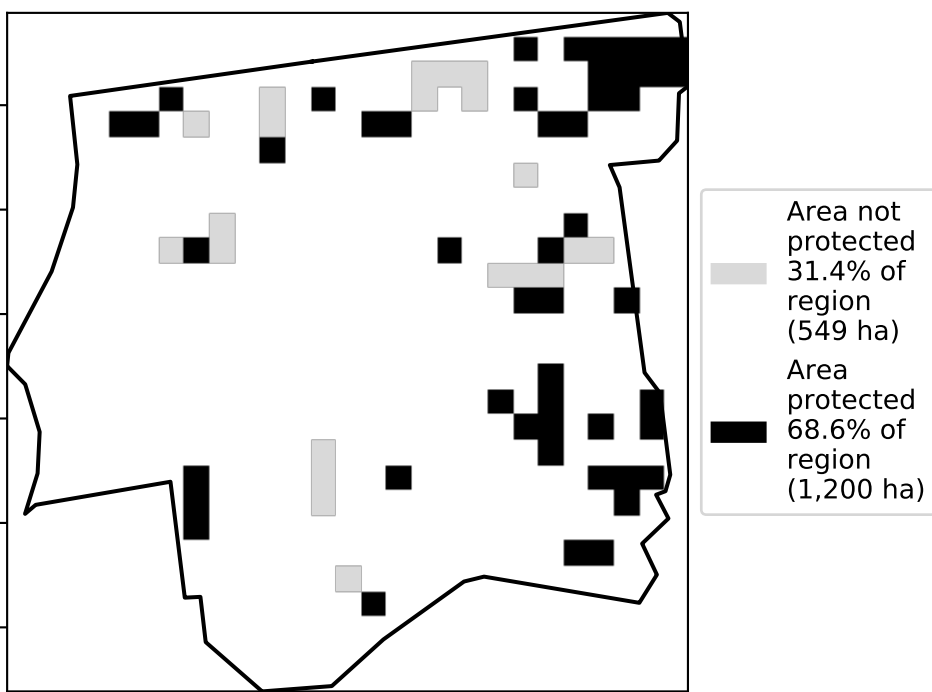 Area not
protected
31.4% of
region
(549 ha)
Area
protected
68.6% of
region
(1,200 ha)